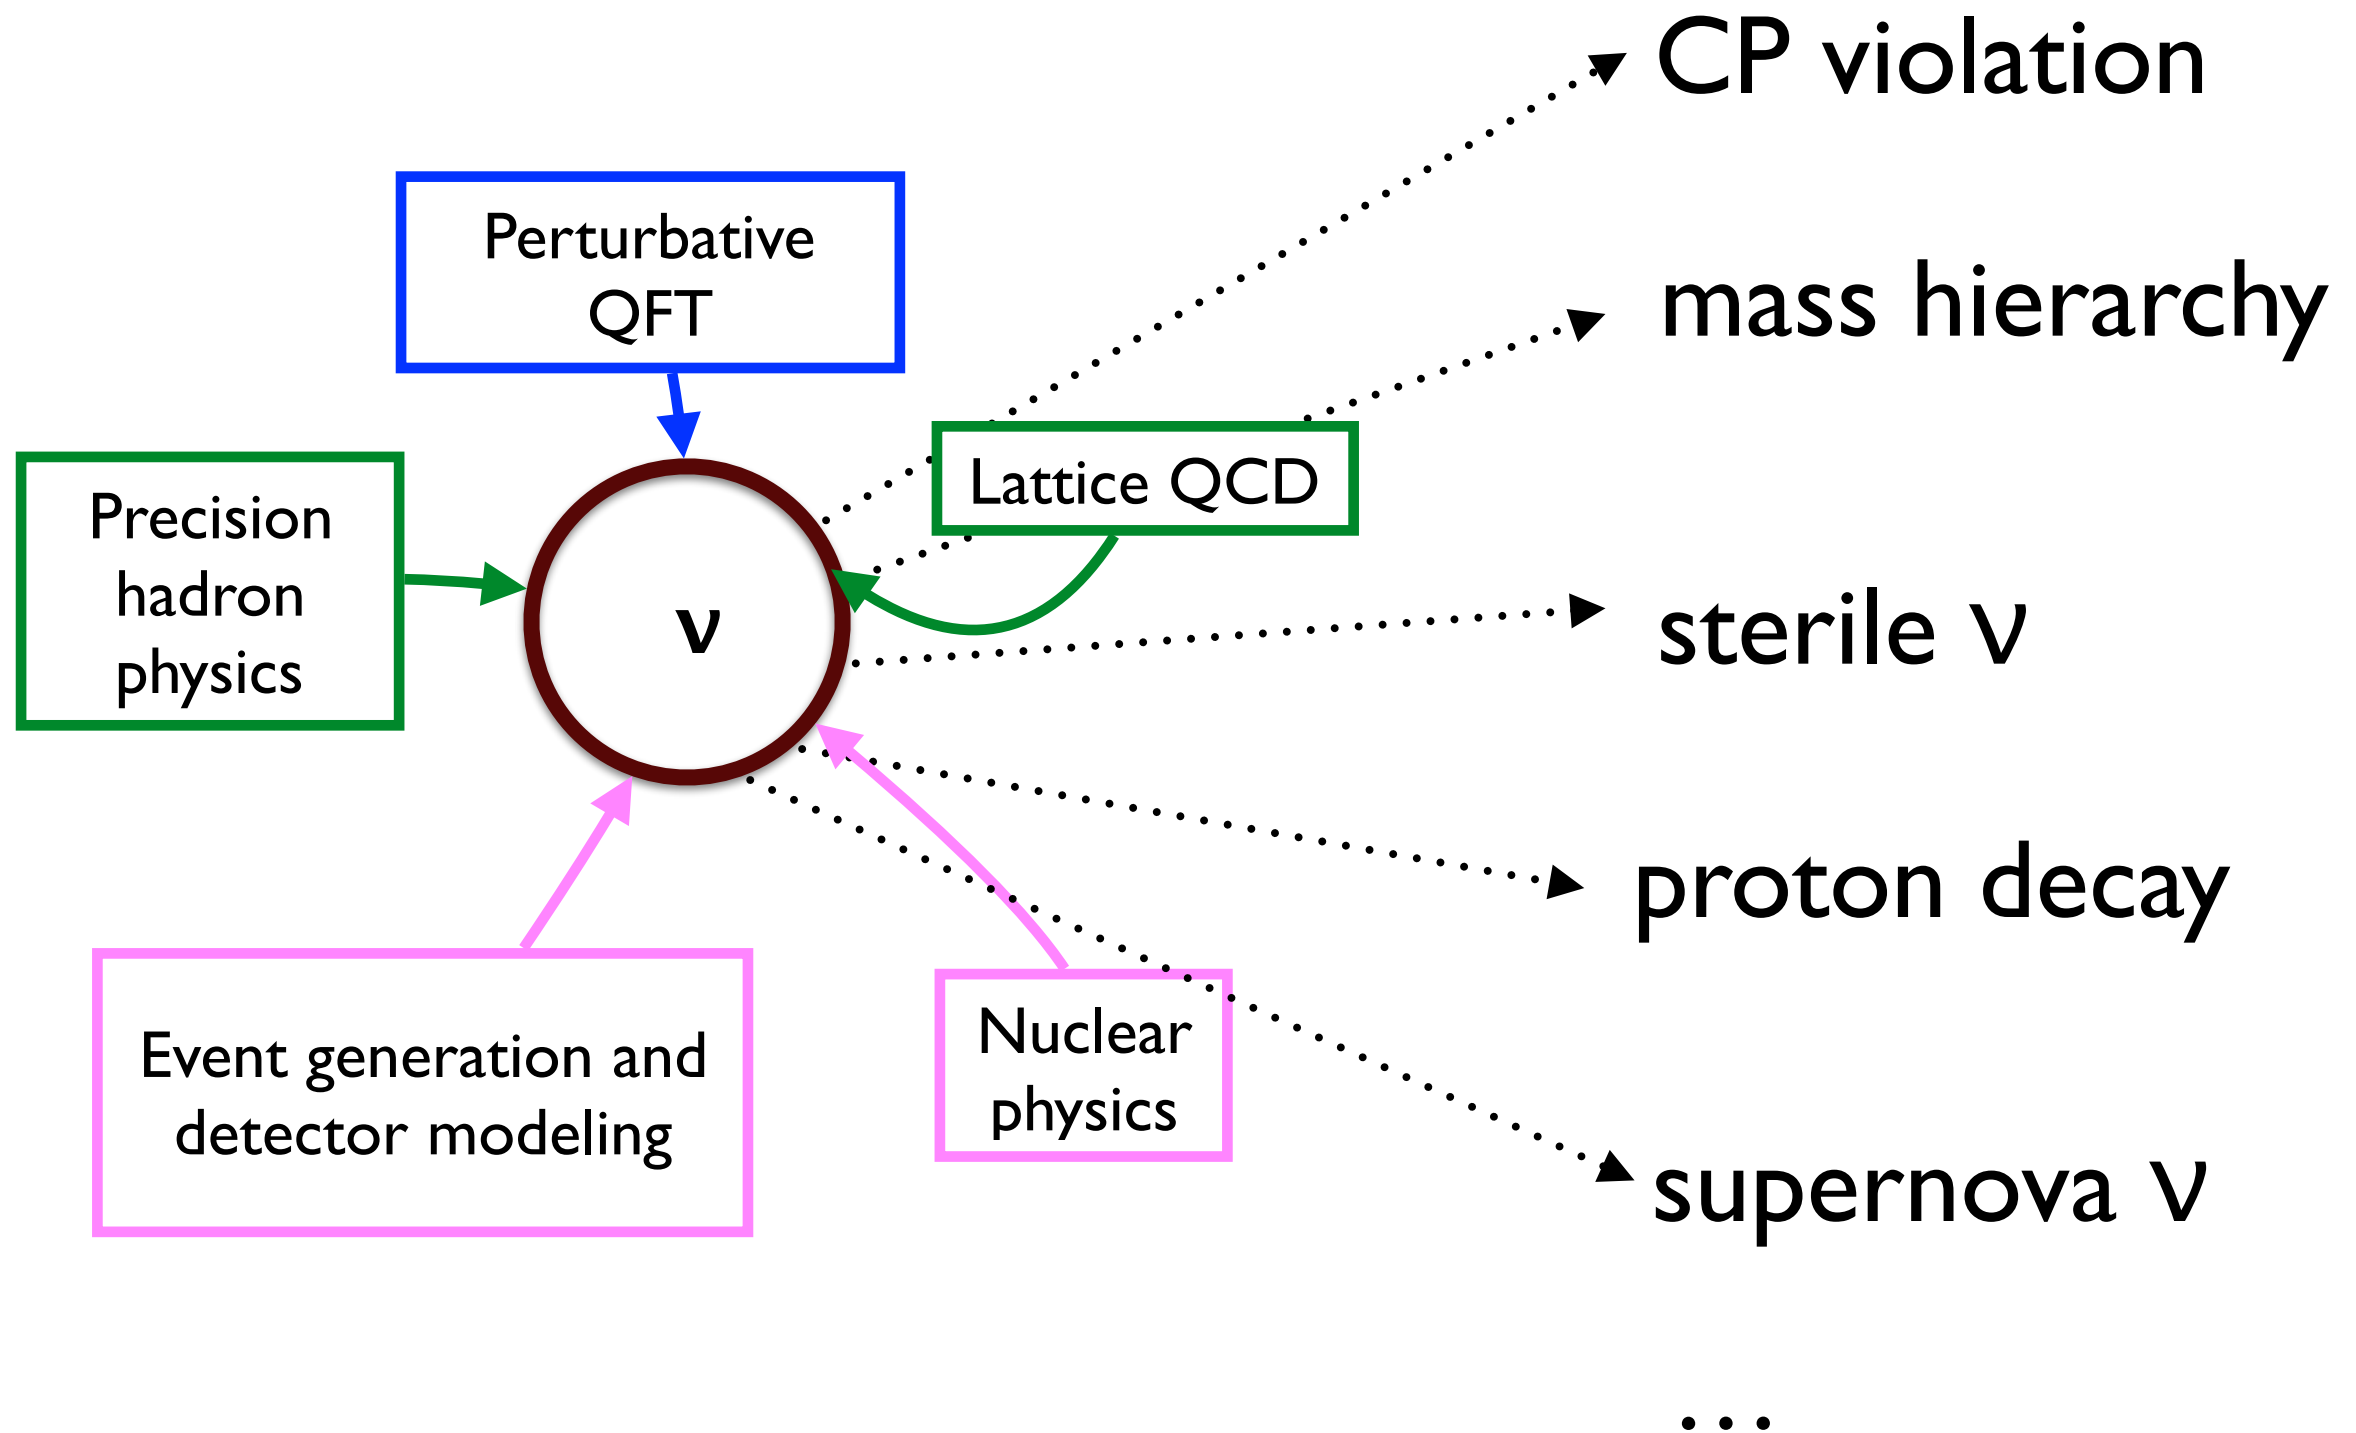 CP violation
Perturbative
QFT
mass hierarchy
Lattice QCD
Precision
hadron
physics
ν
sterile ν
proton decay
Event generation and
detector modeling
Nuclear
physics
supernova ν
...